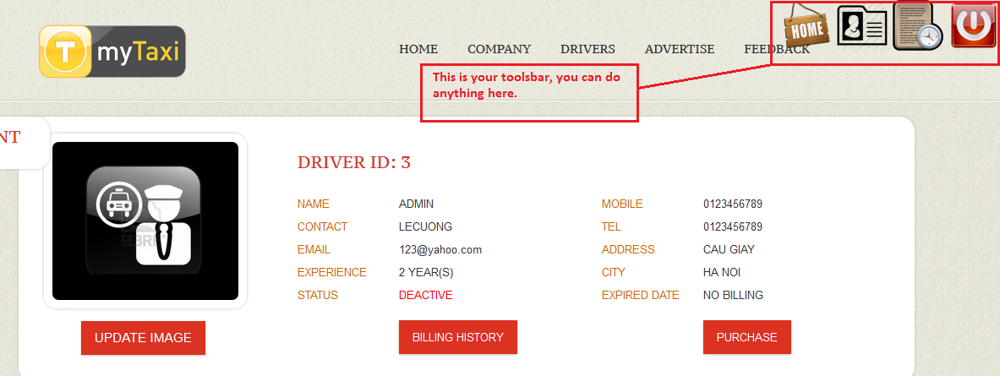 HOME
T myTaxi
HOME COMPANY DRIVERS ADVERTISE FEEDBACK
This is your toolsbar, you can do
anything here.
NT
DRIVER ID: 3
NAME ADMIN MOBILE 0123456789
CONTACT LECUONG TEL 0123456789
EMAIL 123@yahoo.com ADDRESS CAU GIAY
EXPERIENCE 2 YEAR(S) CITY HA NOI
STATUS DEACTIVE EXPIRED DATE NO BILLING
UPDATE IMAGE BILLING HISTORY PURCHASE